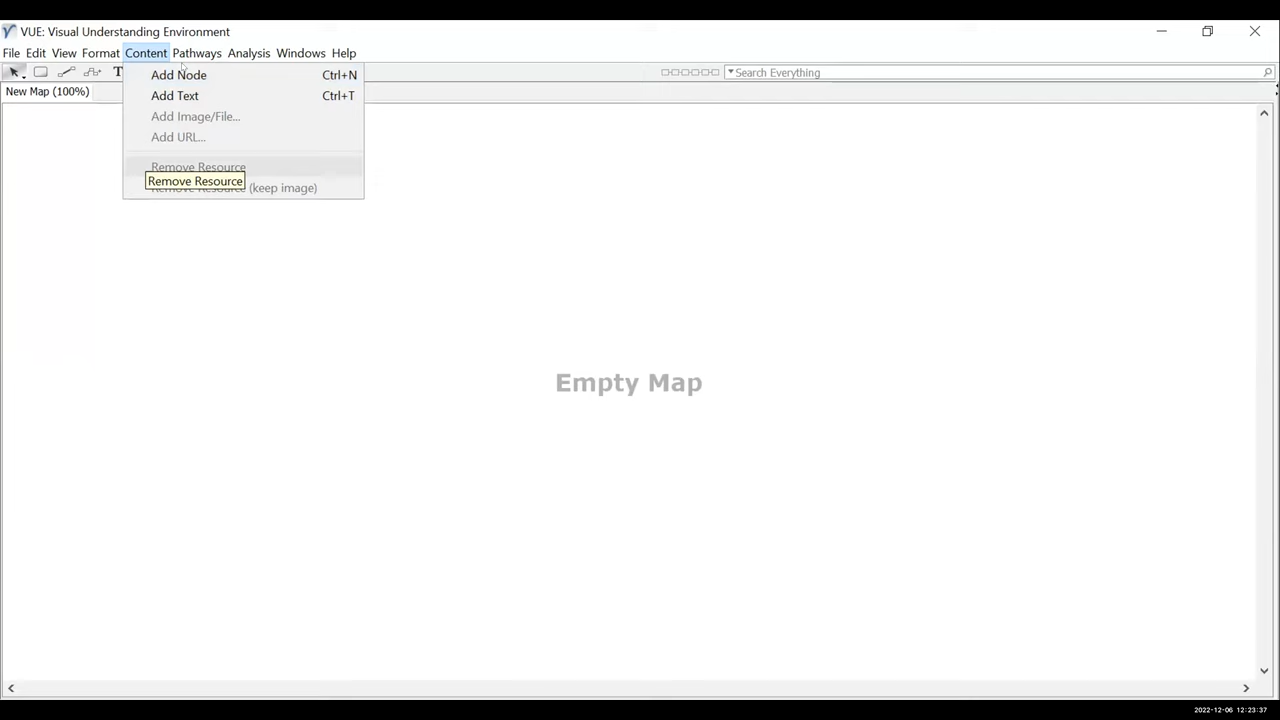 VUE: Visual Understanding Environment
File Edit View Format Content Pathways Analysis Windows Help
T Search Everything
New Map (100%)
Add Node Ctrl+N
Add Text Ctrl+T
Add Image/File...
Add URL...
Remove Resource
Remove Resource
Remove Resource (keep image)
Empty Map
2022-12-06 12:23:37